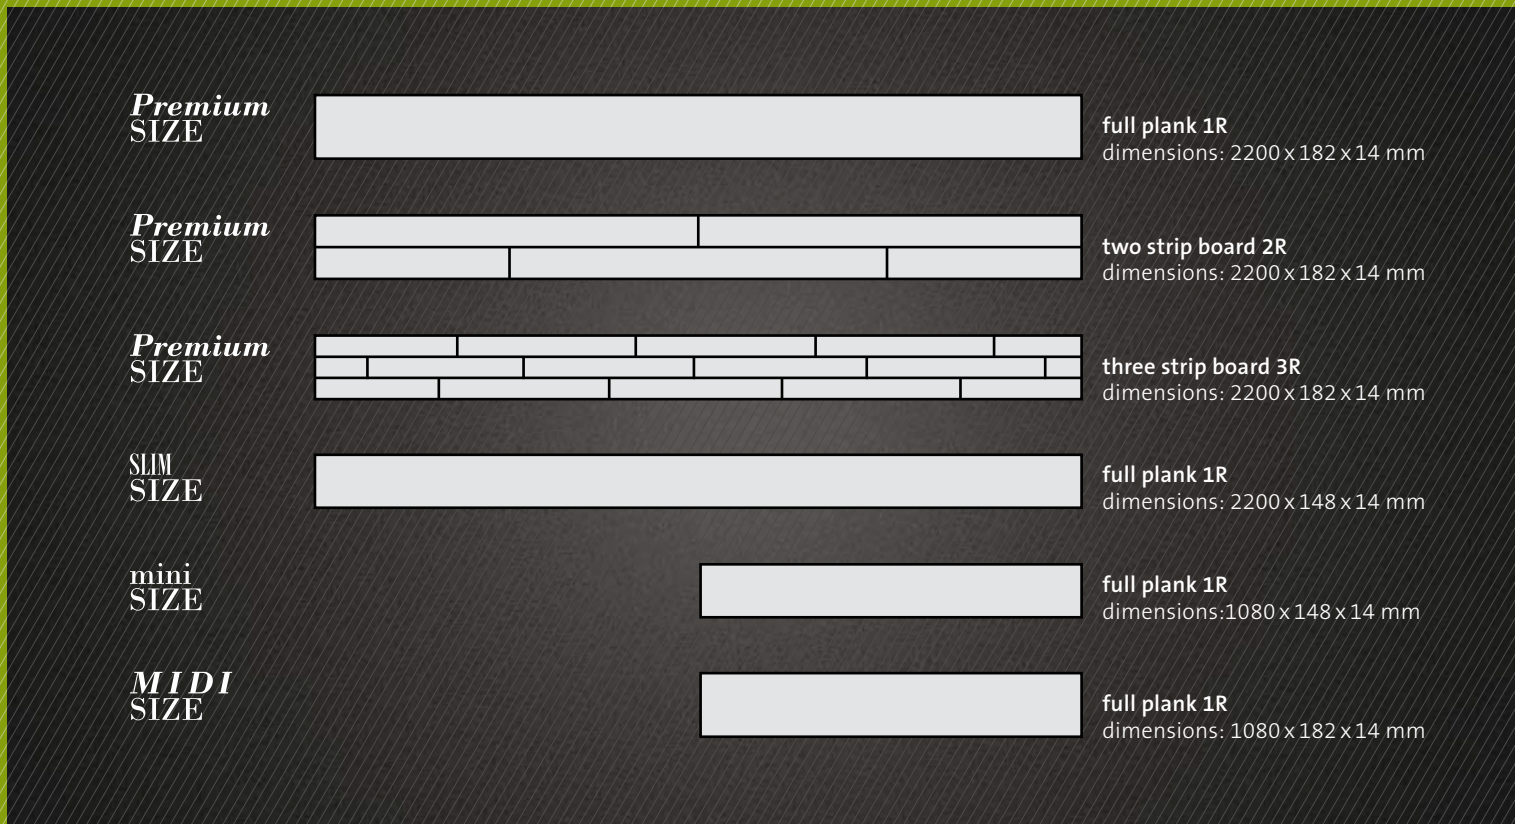 Premium
SIZE
full plank 1R
dimensions: 2200 x 182 x 14 mm
Premium
SIZE
two strip board 2R
dimensions: 2200 x 182 x 14 mm
Premium
SIZE
three strip board 3R
dimensions: 2200 x 182 x 14 mm
SLIM
SIZE
full plank 1R
dimensions: 2200 x 148 x 14 mm
mini
SIZE
full plank 1R
dimensions:1080 x 148 x 14 mm
MIDI
SIZE
full plank 1R
dimensions: 1080 x 182 x 14 mm